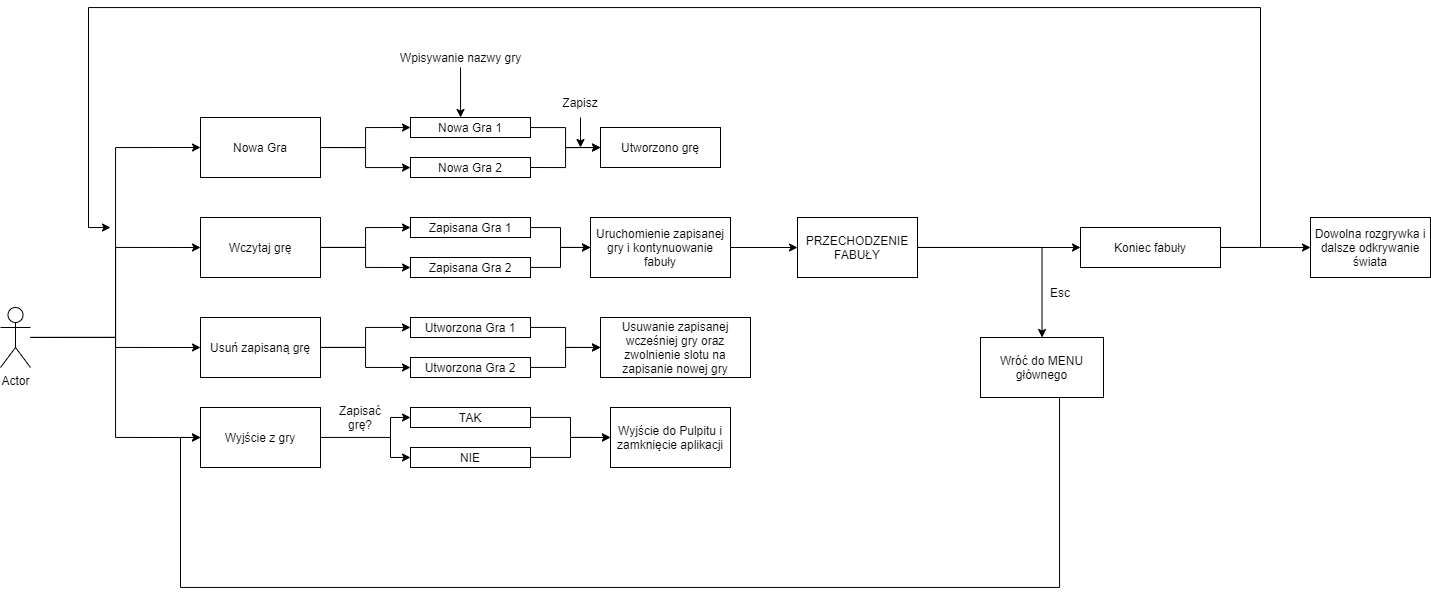 Wpisywanie nazwy gry
Zapisz
Nowa Gra
Nowa Gra 1
Nowa Gra 2
Utworzono grę
Wczytaj grę
Zapisana Gra 1
Zapisana Gra 2
Uruchomienie zapisanej
gry i kontynuowanie
fabuły
PRZECHODZENIE
FABUŁY
Esc
Koniec fabuły
Dowolna rozgrywka i
dalsze odkrywanie
świata
Wróć do MENU
głównego
Actor
Usuń zapisaną grę
Utworzona Gra 1
Utworzona Gra 2
Usuwanie zapisanej
wcześniej gry oraz
zwolnienie slotu na
zapisanie nowej gry
Wyjście z gry
Zapisać
grę?
TAK
NIE
Wyjście do Pulpitu i
zamknięcie aplikacji